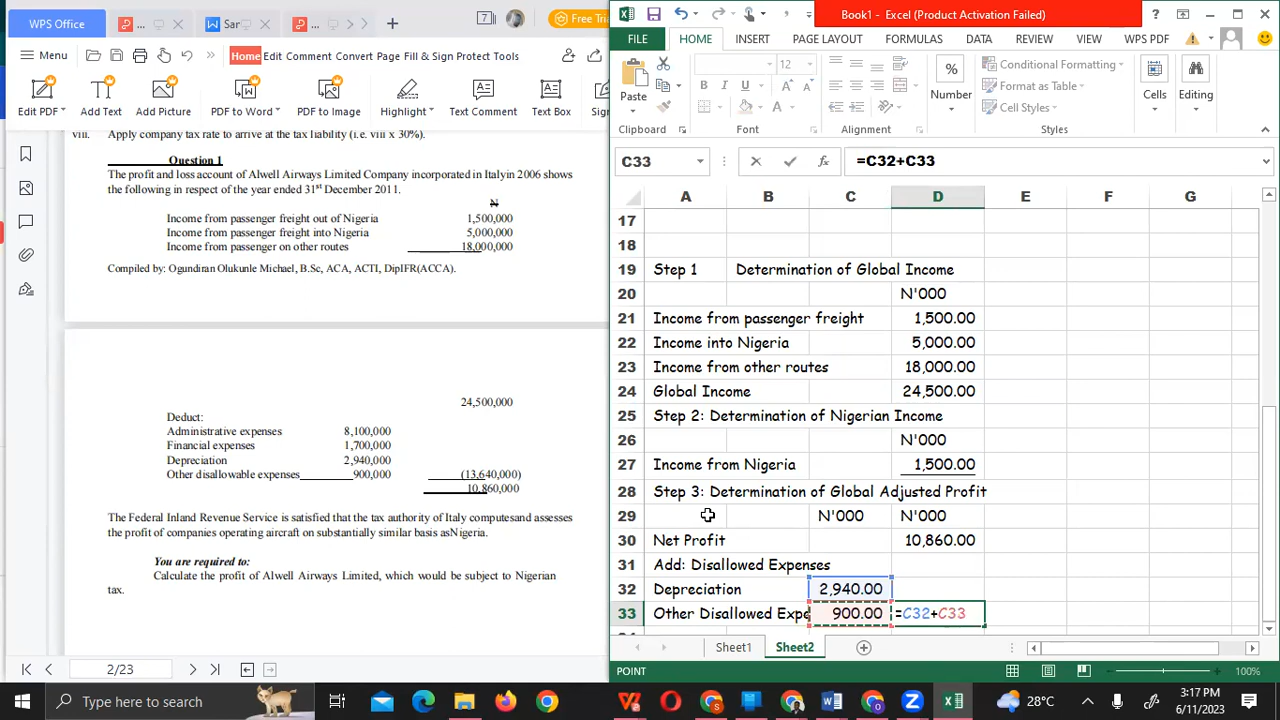 WPS Office
...
Sar
...
7
Free Tria
Menu
Home Edit Comment Convert Page Fill & Sign Protect Tools
Edit PDF
Add Text
Add Picture
PDF to Word
PDF to Image
Highlight
Text Comment
Text Box
Sig
viii. Apply company tax rate to arrive at the tax liability (i.e. viii x 30%).
Question 1
The profit and loss account of Alwell Airways Limited Company incorporated in Italyin 2006 shows
the following in respect of the year ended 31st December 2011.
N
Income from passenger freight out of Nigeria 1,500,000
Income from passenger freight into Nigeria 5,000,000
Income from passenger on other routes 18,000,000
Compiled by: Ogundiran Olukunle Michael, B.Sc, ACA, ACTI, DipIFR(ACCA).
24,500,000
Deduct:
Administrative expenses 8,100,000
Financial expenses 1,700,000
Depreciation 2,940,000
Other disallowable expenses 900,000 (13,640,000)
10,860,000
The Federal Inland Revenue Service is satisfied that the tax authority of Italy computesand assesses
the profit of companies operating aircraft on substantially similar basis asNigeria.
You are required to:
Calculate the profit of Alwell Airways Limited, which would be subject to Nigerian
tax.
2/23
Book1 - Excel (Product Activation Failed)
FILE HOME INSERT PAGE LAYOUT FORMULAS DATA REVIEW VIEW WPS PDF
12
Paste
B I U
%
Number
Conditional Formatting
Format as Table
Cell Styles
Cells
Editing
Clipboard Font Alignment Styles
C33 =C32+C33
A B C D E F G
17
18
19 Step 1 Determination of Global Income
20 N'000
21 Income from passenger freight 1,500.00
22 Income into Nigeria 5,000.00
23 Income from other routes 18,000.00
24 Global Income 24,500.00
25 Step 2: Determination of Nigerian Income
26 N'000
27 Income from Nigeria 1,500.00
28 Step 3: Determination of Global Adjusted Profit
29 N'000 N'000
30 Net Profit 10,860.00
31 Add: Disallowed Expenses
32 Depreciation 2,940.00
33 Other Disallowed Expe 900.00 =C32+C33
Sheet1 Sheet2
POINT
100%
Type here to search
28°C
3:17 PM
6/11/2023